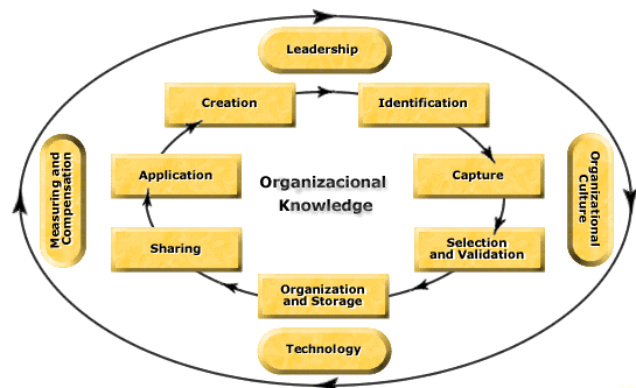 Leadership
Creation
Identification
Measuring and
Compensation
Application
Organizacional
Knowledge
Capture
Organizational
Culture
Sharing
Selection
and Validation
Organization
and Storage
Technology